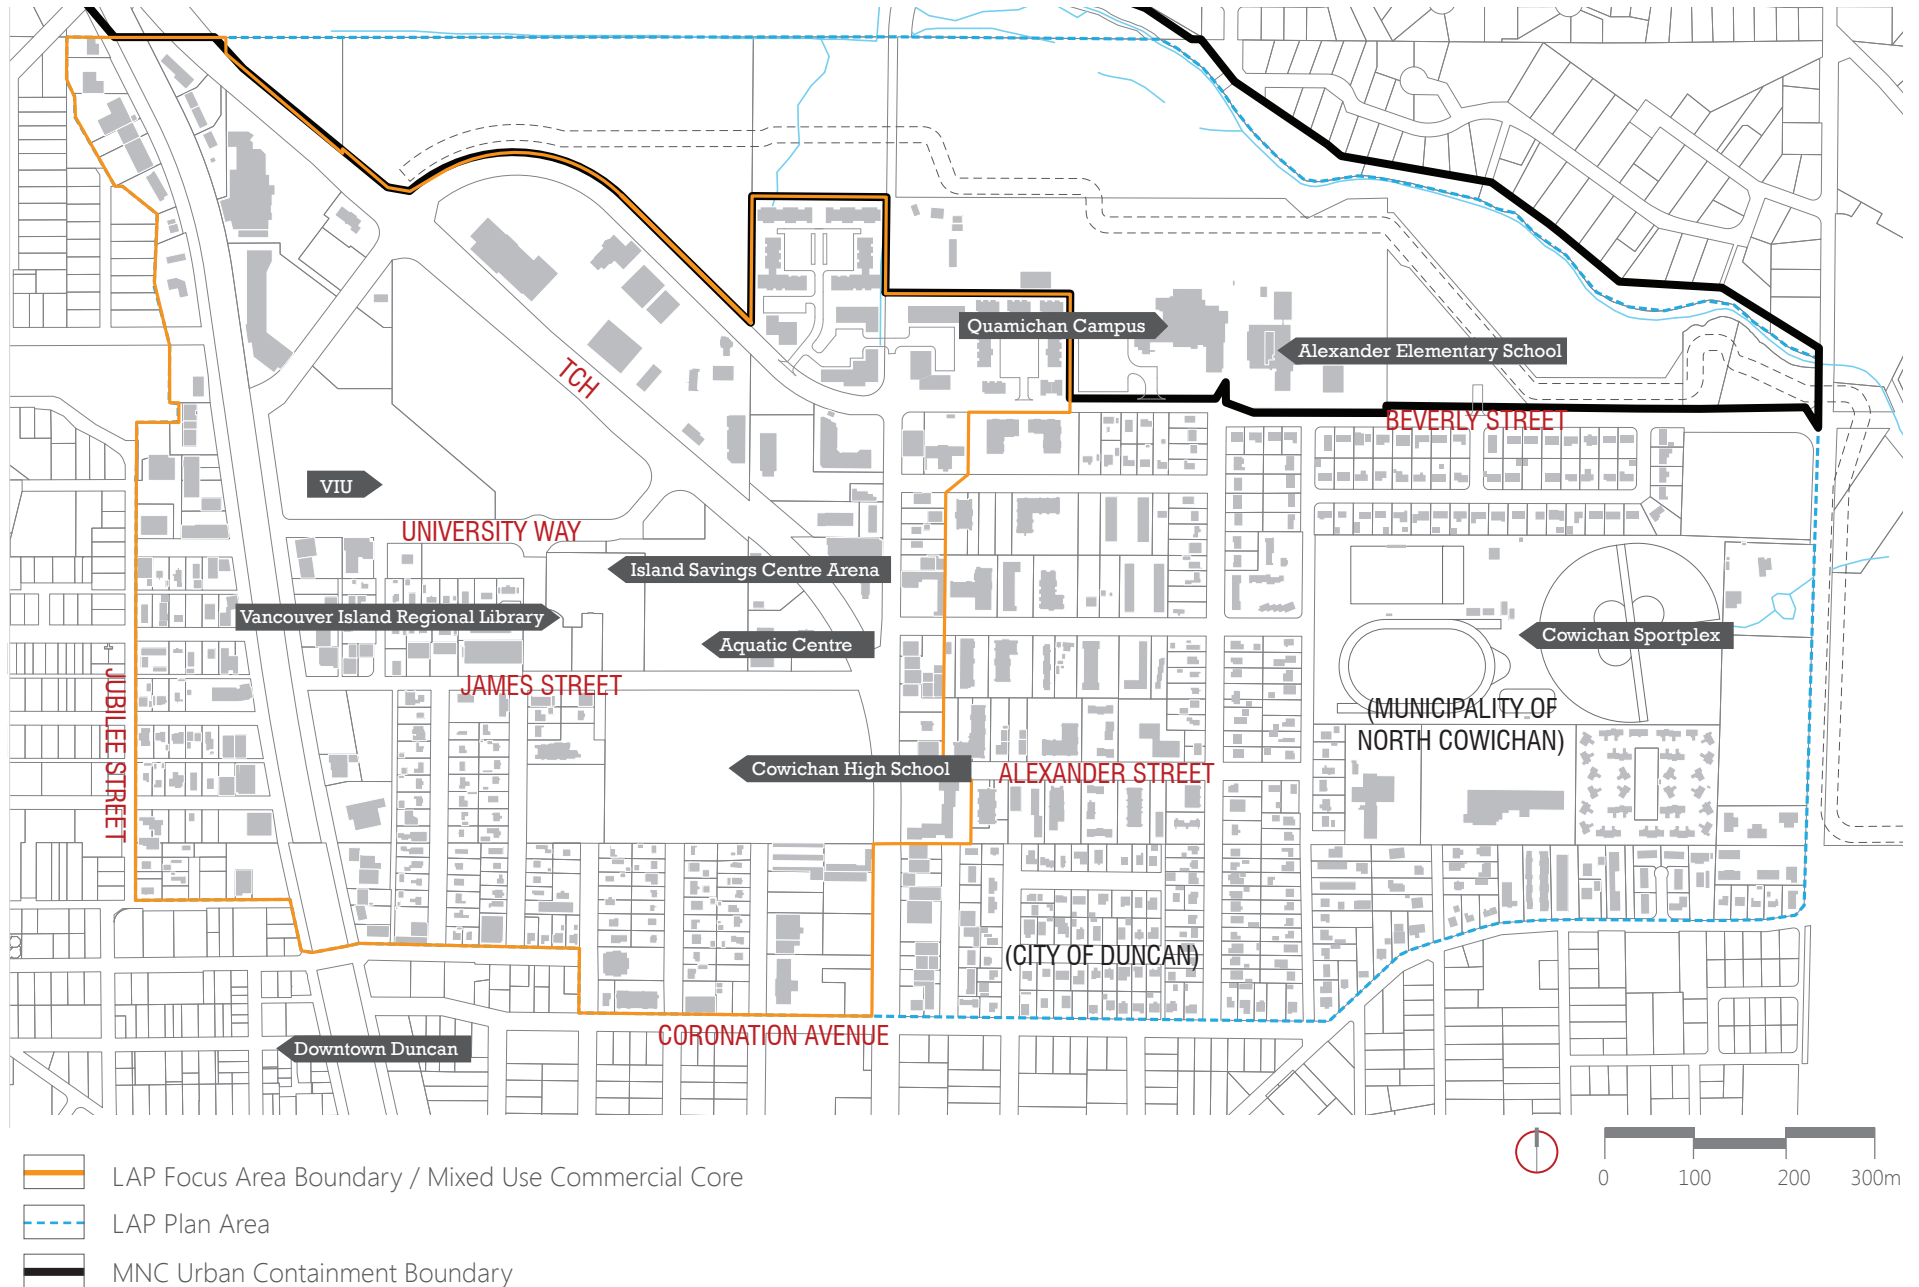 Quamichan Campus
Alexander Elementary School
TCH
BEVERLY STREET
VIU
UNIVERSITY WAY
Island Savings Centre Arena
Vancouver Island Regional Library
Aquatic Centre
Cowichan Sportplex
JAMES STREET
JUBILEE STREET
(MUNICIPALITY OF
NORTH COWICHAN)
Cowichan High School
ALEXANDER STREET
(CITY OF DUNCAN)
CORONATION AVENUE
Downtown Duncan
0 100 200 300m
LAP Focus Area Boundary / Mixed Use Commercial Core
LAP Plan Area
MNC Urban Containment Boundary